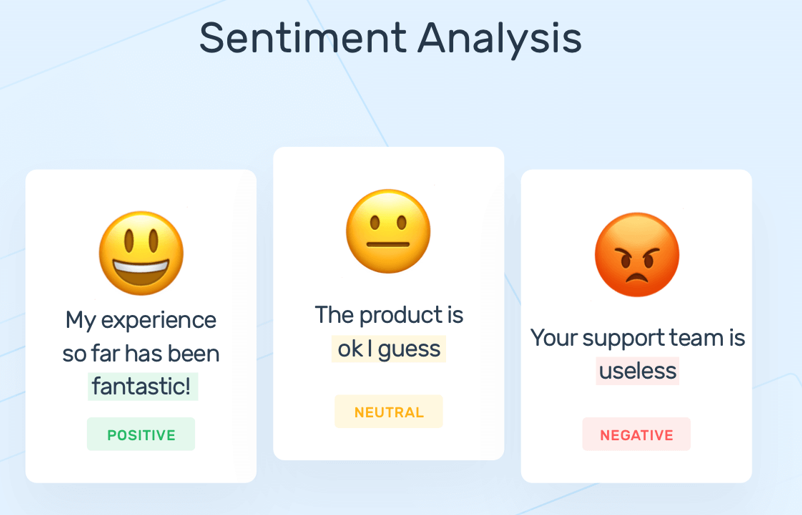 Sentiment Analysis
My experience
so far has been
fantastic!
POSITIVE
The product is
ok I guess
NEUTRAL
Your support team is
useless
NEGATIVE